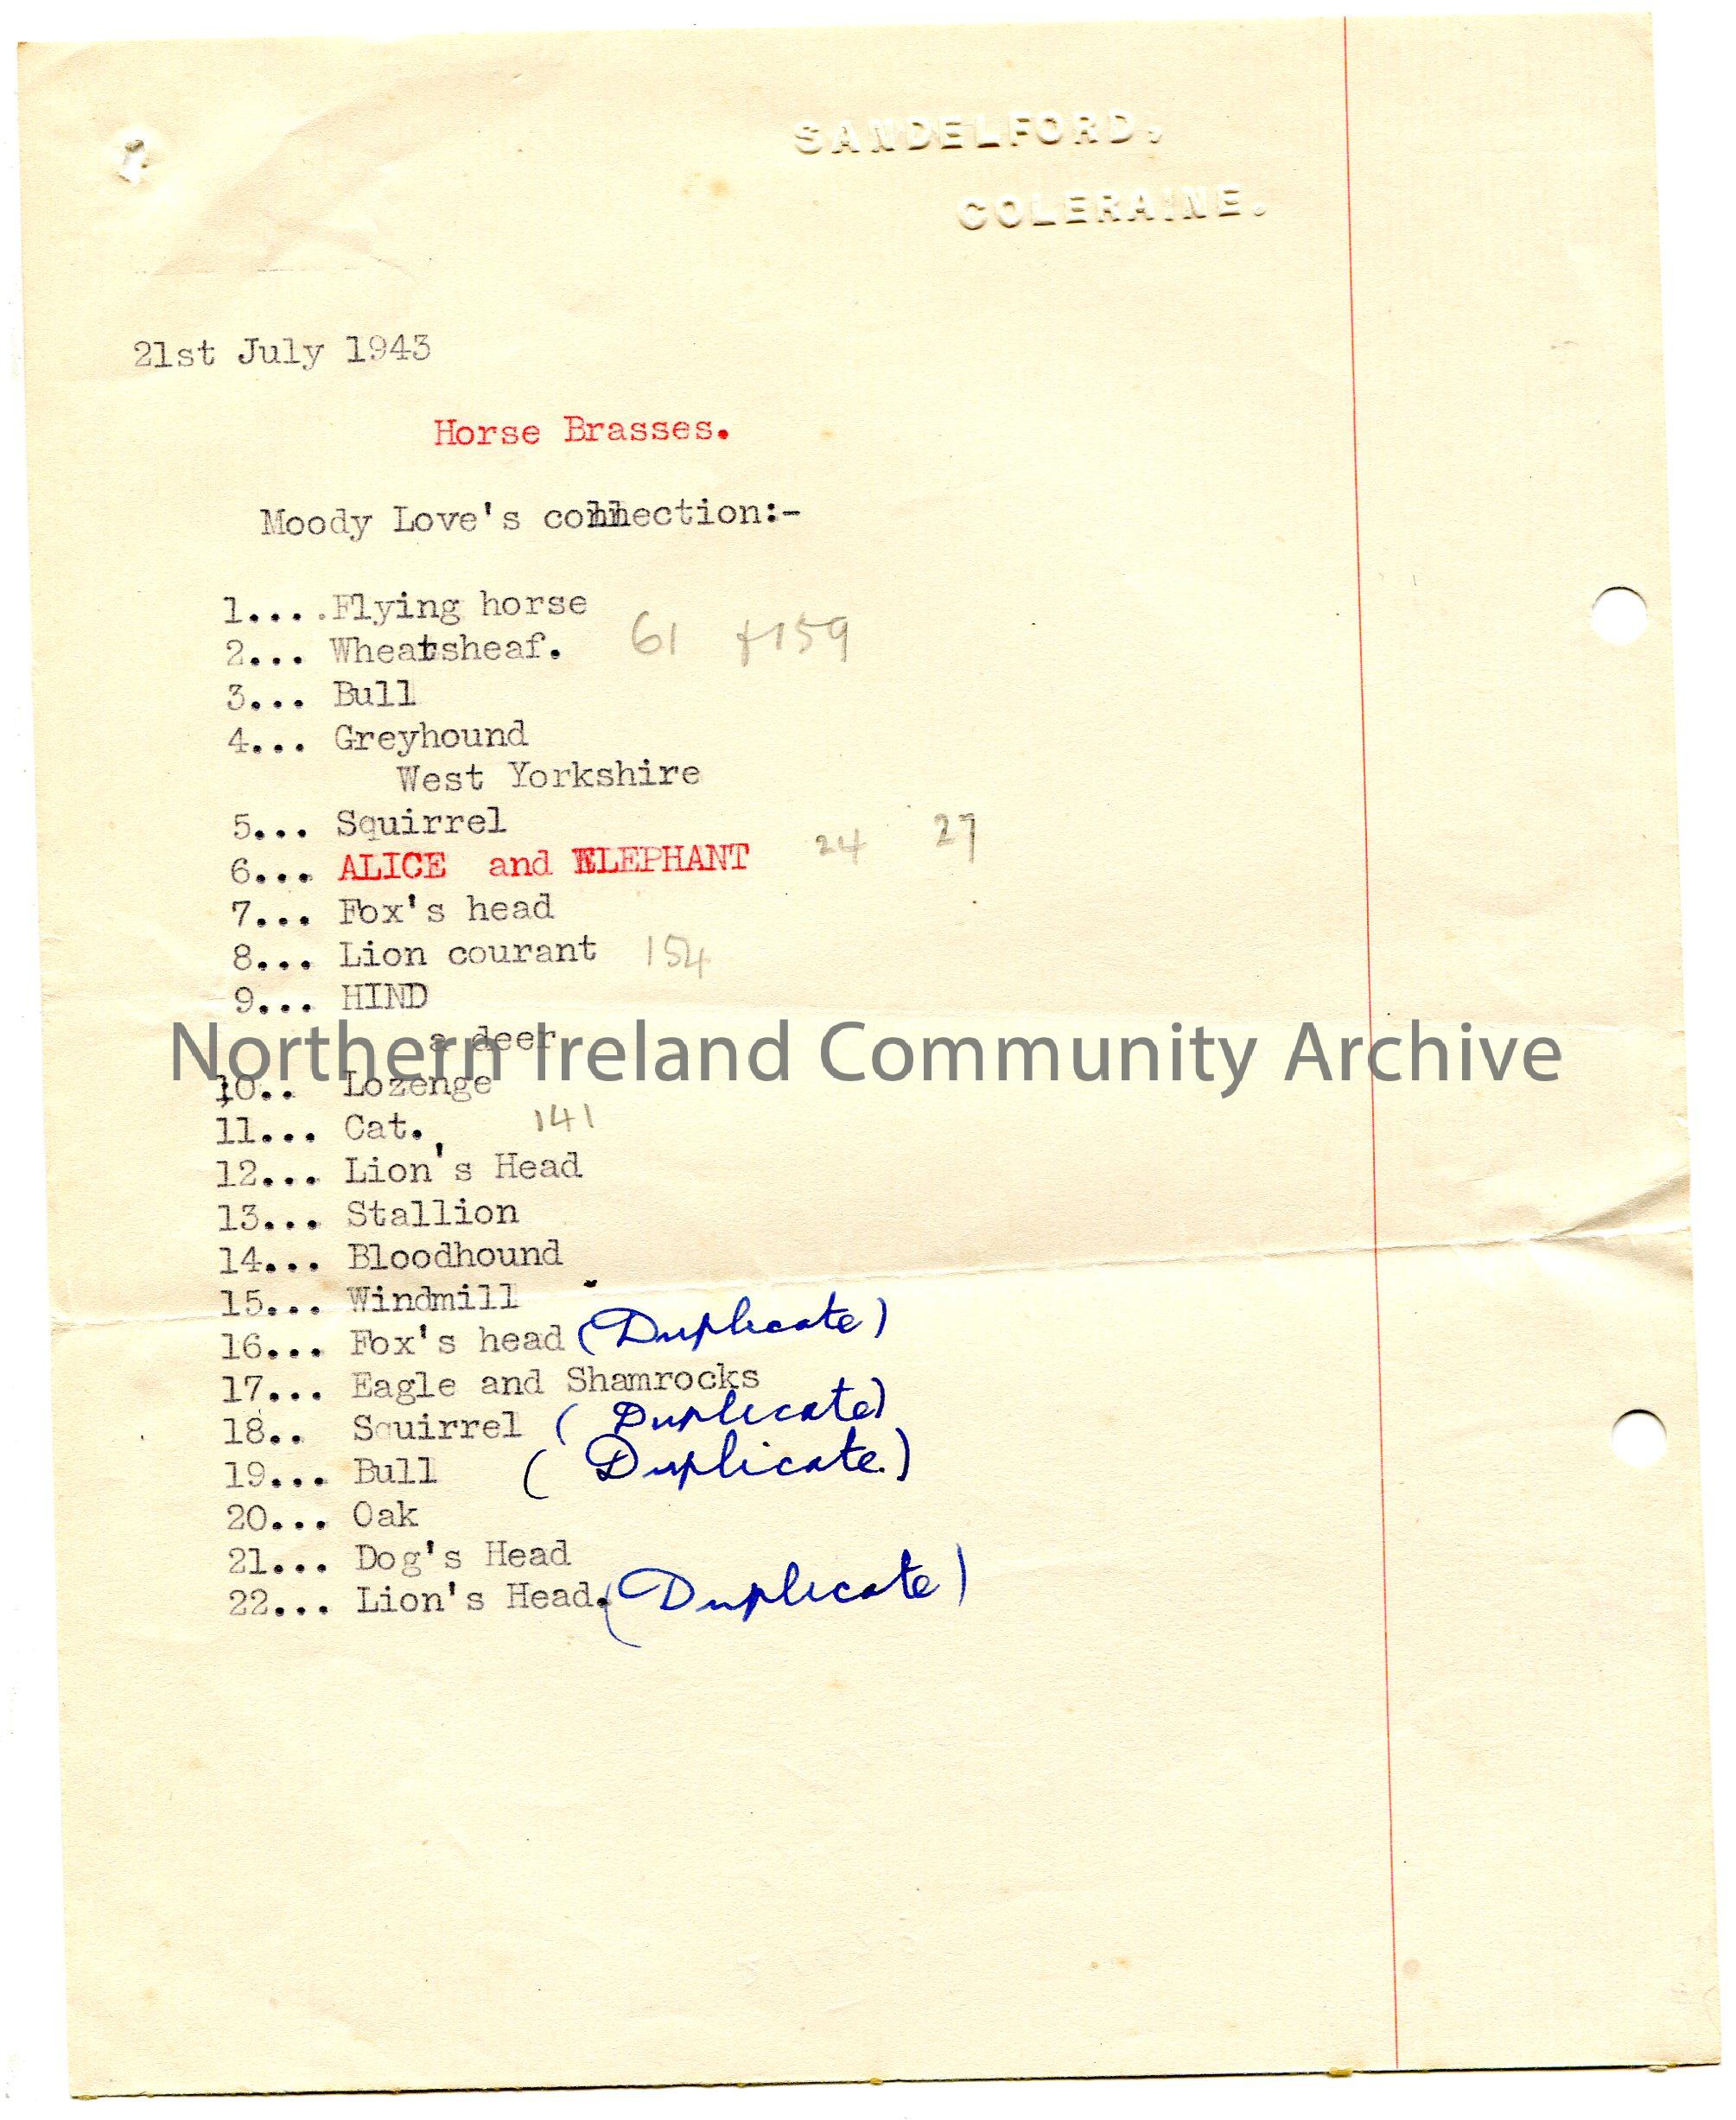 SANDELFORD,
COLERAINE.
21st July 1943
Horse Brasses.
Moody Love's connection:-
1....Flying horse
2... Wheatsheaf. 61 +159
3... Bull
4... Greyhound
West Yorkshire
5... Squirrel
6... ALICE and ELEPHANT 24 27
7... Fox's head
8... Lion courant 154
9... HIND
a deer
Northern Ireland Community Archive
10.. Lozenge
11... Cat. 141
12... Lion's Head
13... Stallion
14... Bloodhound
15... Windmill
16... Fox's head (Duplicate)
17... Eagle and Shamrocks
18.. Squirrel (Duplicate)
19... Bull (Duplicate.)
20... Oak
21... Dog's Head
22... Lion's Head. (Duplicate)